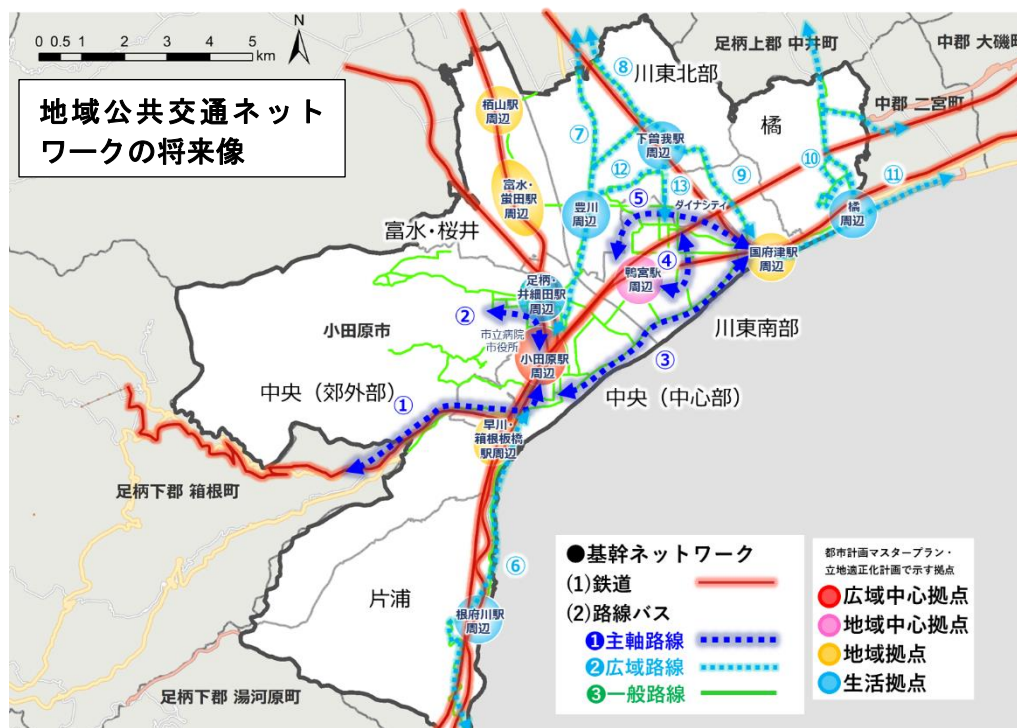 0 0.5 1 2 3 4 5
km
N
地域公共交通ネット
ワークの将来像
足柄上郡 中井町
中郡 大磯町
中郡 二宮町
⑧
川東北部
栢山駅
周辺
橘
⑦
下曽我駅
周辺
⑫
⑬
⑨
⑩
⑪
富水・
蛍田駅
周辺
豊川
周辺
⑤
ダイナシティ
橘
周辺
富水・桜井
④
国府津駅
周辺
鴨宮駅
周辺
足柄・
井細田駅
周辺
②
小田原市
市立病院
市役所
小田原駅
周辺
川東南部
③
中央（郊外部）
①
中央（中心部）
早川・
箱根板橋
駅周辺
足柄下郡 箱根町
⑥
片浦
根府川駅
周辺
足柄下郡 湯河原町
●基幹ネットワーク
(1)鉄道
(2)路線バス
❶主軸路線
❷広域路線
❸一般路線
都市計画マスタープラン・
立地適正化計画で示す拠点
広域中心拠点
地域中心拠点
地域拠点
生活拠点